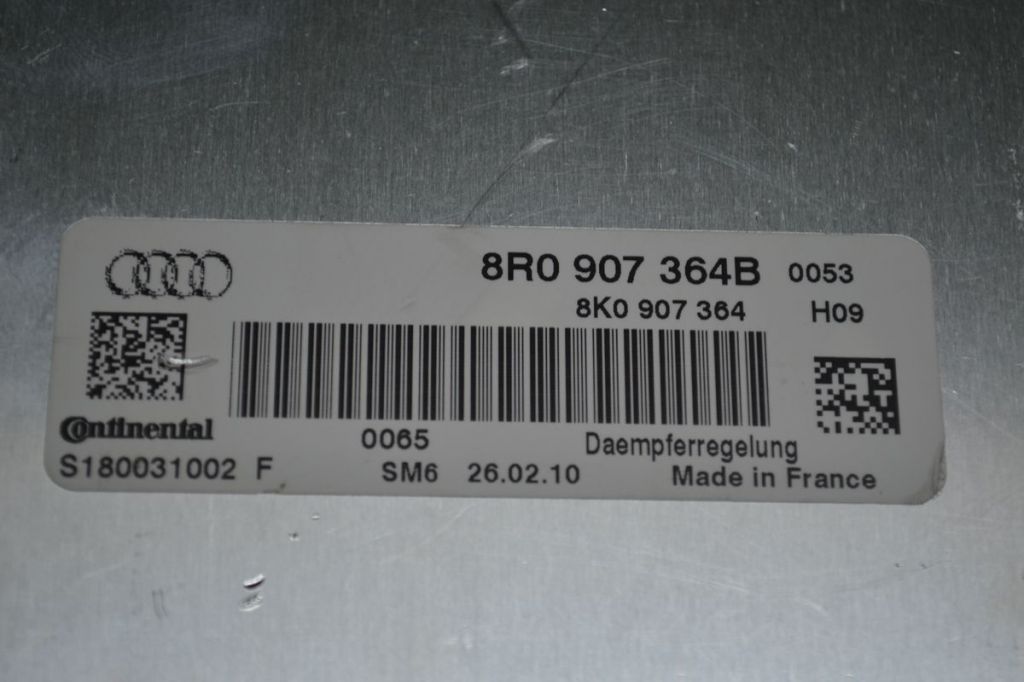 8R0 907 364B 0053
8K0 907 364 H09
Continental 0065 Daempferregelung
S180031002 F SM6 26.02.10 Made in France